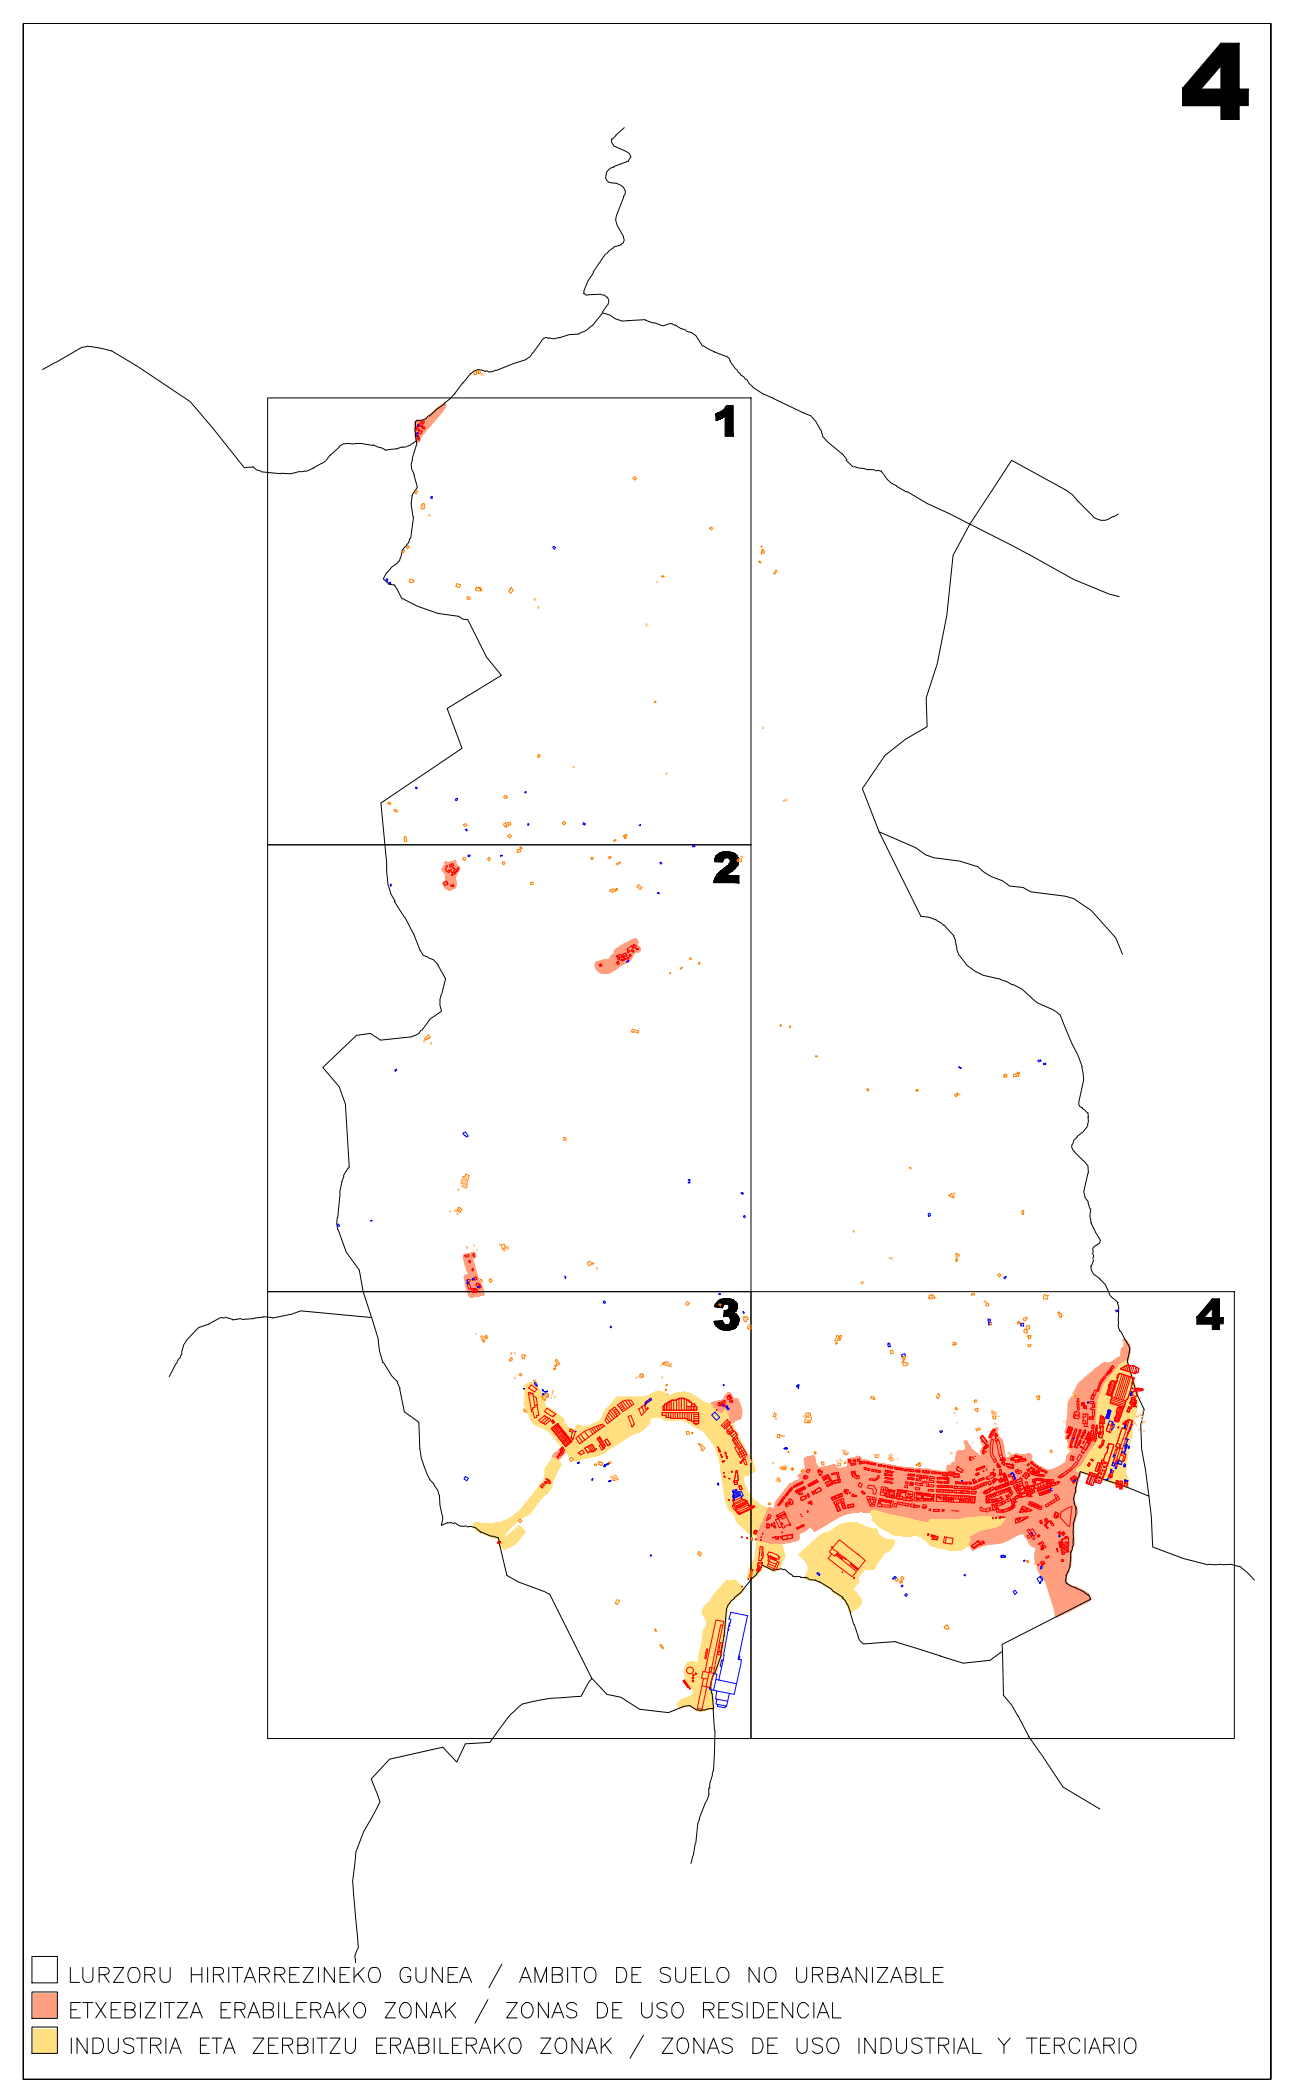 4
1
2
3
4
LURZORU HIRITARREZINEKO GUNEA / AMBITO DE SUELO NO URBANIZABLE
ETXEBIZITZA ERABILERAKO ZONAK / ZONAS DE USO RESIDENCIAL
INDUSTRIA ETA ZERBITZU ERABILERAKO ZONAK / ZONAS DE USO INDUSTRIAL Y TERCIARIO